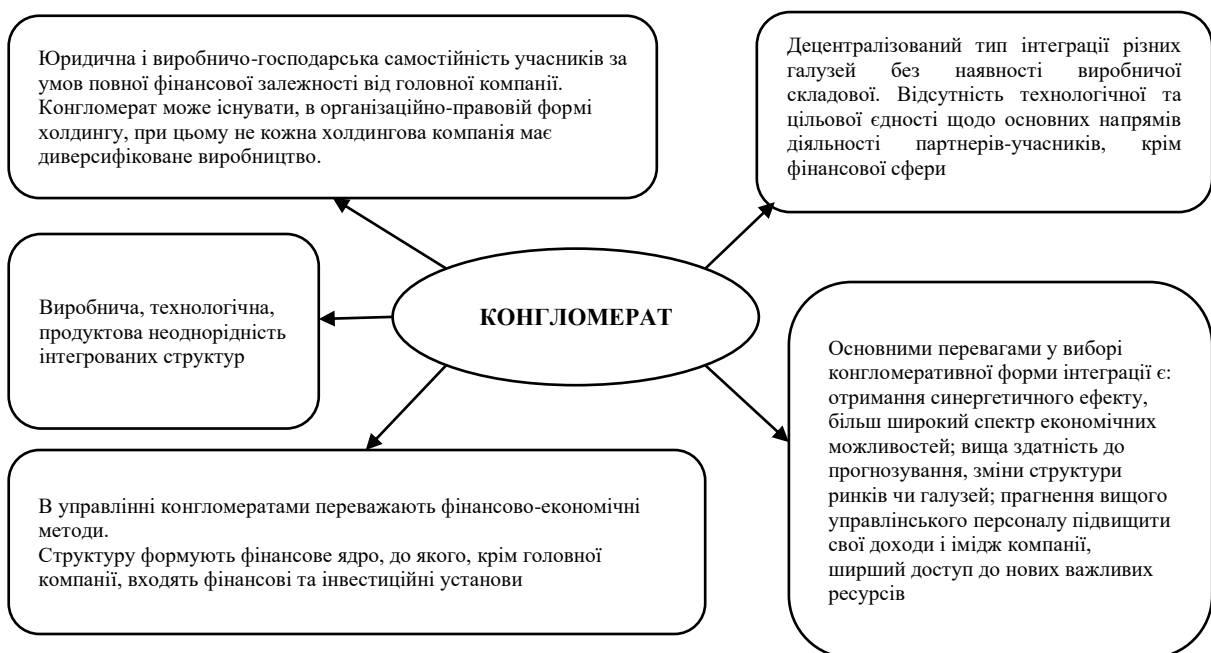 Юридична і виробничо-господарська самостійність учасників за
умов повної фінансової залежності від головної компанії.
Конгломерат може існувати, в організаційно-правовій формі
холдингу, при цьому не кожна холдингова компанія має
диверсифіковане виробництво.
Децентралізований тип інтеграції різних
галузей без наявності виробничої
складової. Відсутність технологічної та
цільової єдності щодо основних напрямів
діяльності партнерів-учасників, крім
фінансової сфери
Виробнича, технологічна,
продуктова неоднорідність
інтегрованих структур
КОНГЛОМЕРАТ
Основними перевагами у виборі
конгломеративної форми інтеграції є:
отримання синергетичного ефекту,
більш широкий спектр економічних
можливостей; вища здатність до
прогнозування, зміни структури
ринків чи галузей; прагнення вищого
управлінського персоналу підвищити
свої доходи і імідж компанії,
ширший доступ до нових важливих
ресурсів
В управлінні конгломератами переважають фінансово-економічні
методи.
Структуру формують фінансове ядро, до якого, крім головної
компанії, входять фінансові та інвестиційні установи